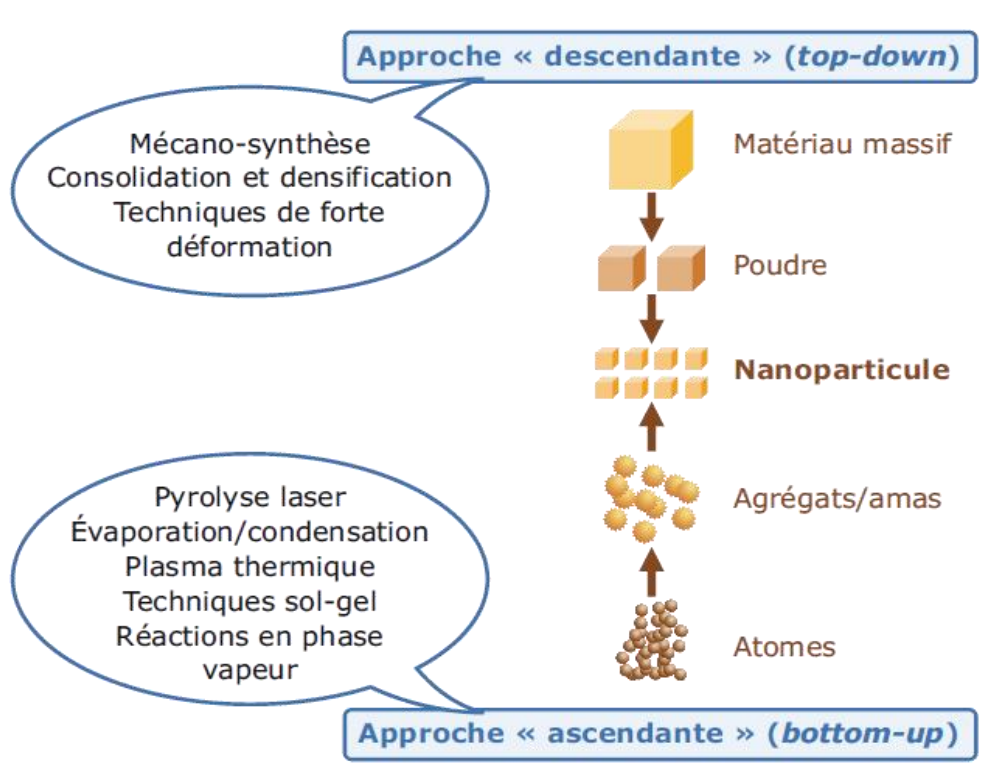 Approche « descendante » (top-down)
Mécano-synthèse
Consolidation et densification
Techniques de forte
déformation
Matériau massif
Poudre
Nanoparticule
Agrégats/amas
Atomes
Pyrolyse laser
Évaporation/condensation
Plasma thermique
Techniques sol-gel
Réactions en phase
vapeur
Approche « ascendante » (bottom-up)